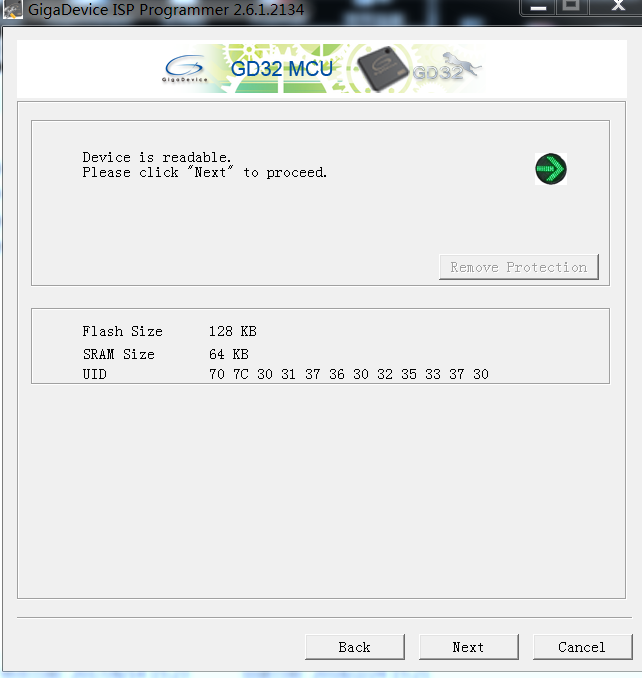 GigaDevice ISP Programmer 2.6.1.2134
GigaDevice
GD32 MCU
GD32
Device is readable.
Please click "Next" to proceed.
Remove Protection
Flash Size 128 KB
SRAM Size 64 KB
UID 70 7C 30 31 37 36 30 32 35 33 37 30
Back Next Cancel